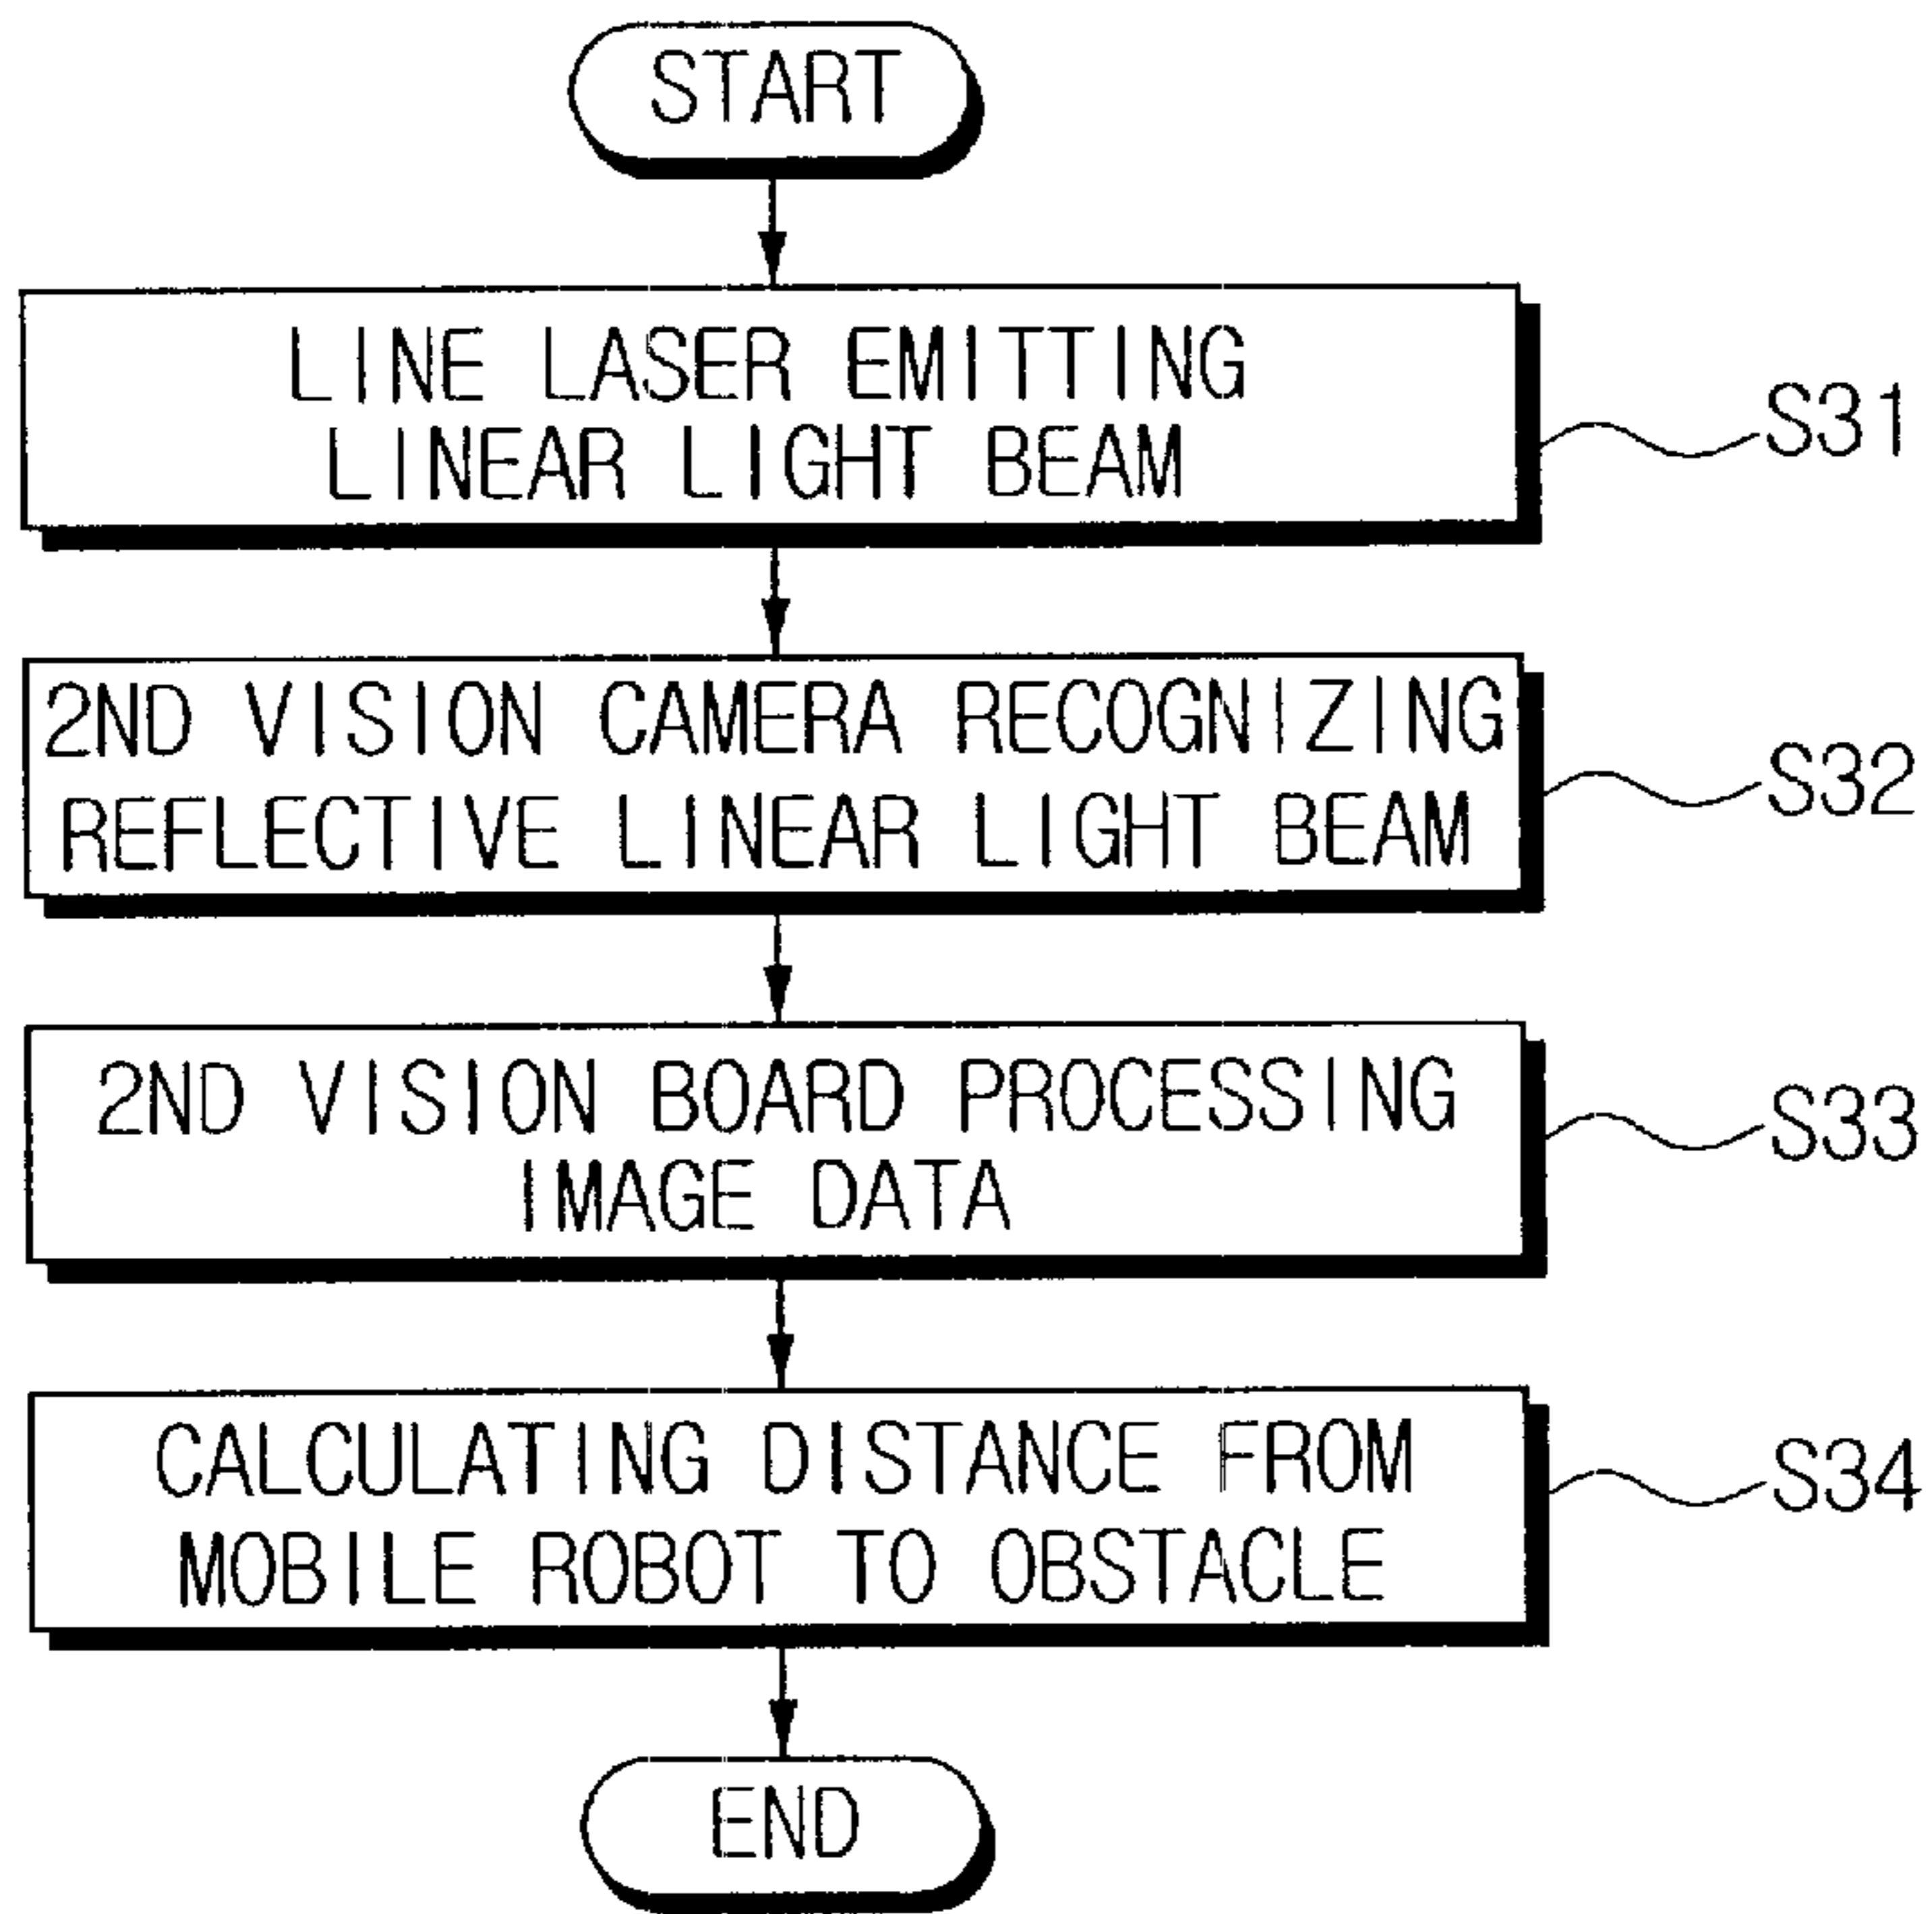 START
LINE LASER EMITTING
LINEAR LIGHT BEAM
S31
2ND VISION CAMERA RECOGNIZING
REFLECTIVE LINEAR LIGHT BEAM
S32
2ND VISION BOARD PROCESSING
IMAGE DATA
S33
CALCULATING DISTANCE FROM
MOBILE ROBOT TO OBSTACLE
S34
END